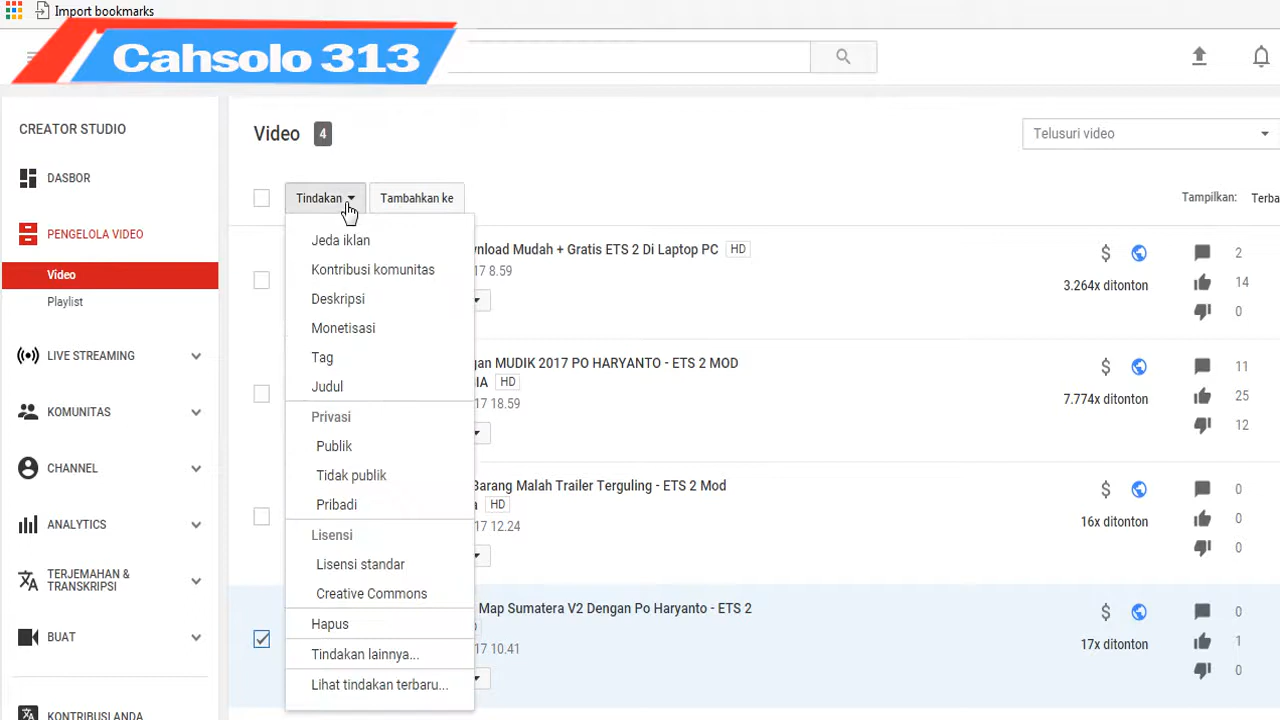 Import bookmarks
Cahsolo 313
CREATOR STUDIO
DASBOR
PENGELOLA VIDEO
Video
Playlist
LIVE STREAMING
KOMUNITAS
CHANNEL
ANALYTICS
TERJEMAHAN &
TRANSKRIPSI
BUAT
KONTRIBUSI ANDA
Video 4
Telusuri video
Tindakan
Tambahkan ke
Tampilkan:
Jeda iklan
Kontribusi komunitas
Deskripsi
Monetisasi
Tag
Judul
Privasi
Publik
Tidak publik
Pribadi
Lisensi
Lisensi standar
Creative Commons
Hapus
Tindakan lainnya...
Lihat tindakan terbaru...
Mudah + Gratis ETS 2 Di Laptop PC HD
17 8.59
3.264x ditonton
2
14
0
MUDIK 2017 PO HARYANTO - ETS 2 MOD
HD
17 18.59
7.774x ditonton
11
25
12
Barang Malah Trailer Terguling - ETS 2 Mod
HD
17 12.24
16x ditonton
0
0
0
Map Sumatera V2 Dengan Po Haryanto - ETS 2
17 10.41
17x ditonton
0
1
0